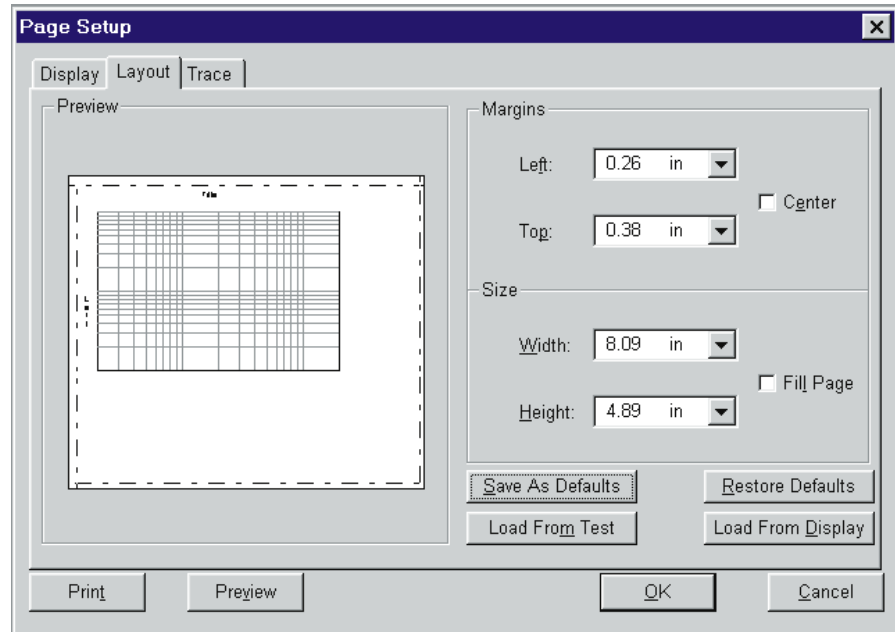 Page Setup
Display Layout Trace
Preview
Title
Margins
Left: 0.26 in
Top: 0.38 in
Center
Size
Width: 8.09 in
Height: 4.89 in
Fill Page
Save As Defaults Restore Defaults
Load From Test Load From Display
Print Preview OK Cancel